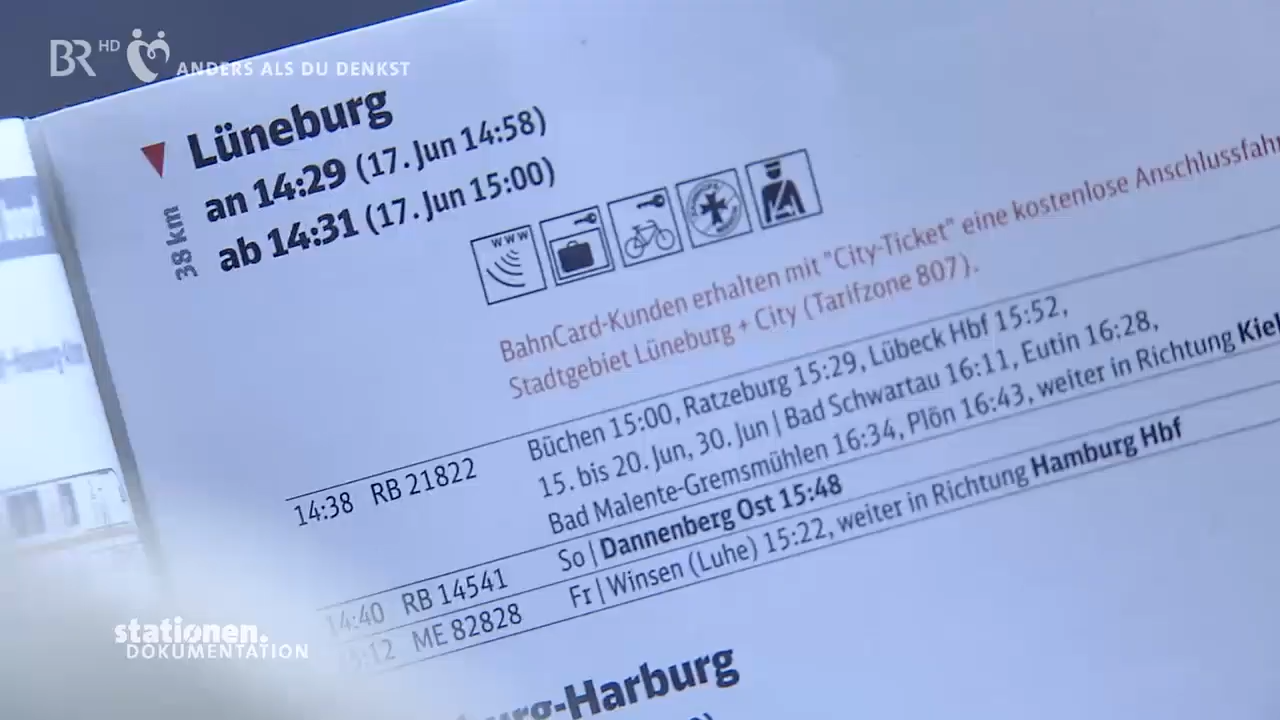 BR HD
ANDERS ALS DU DENKST
Lüneburg
an 14:29 (17. Jun 14:58)
ab 14:31 (17. Jun 15:00)
38 km
www
BahnCard-Kunden erhalten mit "City-Ticket" eine kostenlose
Stadtgebiet Lüneburg + City (Tarifzone 807).
14:38 RB 21822 Büchen 15:00, Ratzeburg 15:29, Lübeck Hbf 15:52,
15. bis 20. Jun, 30. Jun | Bad Schwartau 16:11, Eutin 16:28,
Bad Malente-Gremsmühlen 16:34, Plön 16:43, weiter in Richtung Kiel
14:40 RB 14541 So | Dannenberg Ost 15:48
ME 82828 Fr | Winsen (Luhe) 15:22, weiter in Richtung Hamburg Hbf
-Harburg
stationen.
DOKUMENTATION